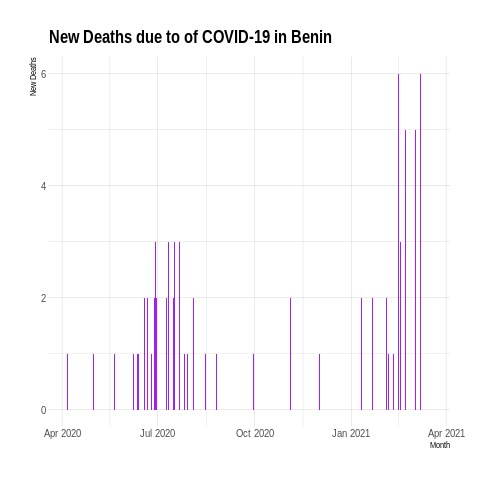 New Deaths due to of COVID-19 in Benin
New Deaths
6
4
2
0
Apr 2020
Jul 2020
Oct 2020
Jan 2021
Apr 2021
Month